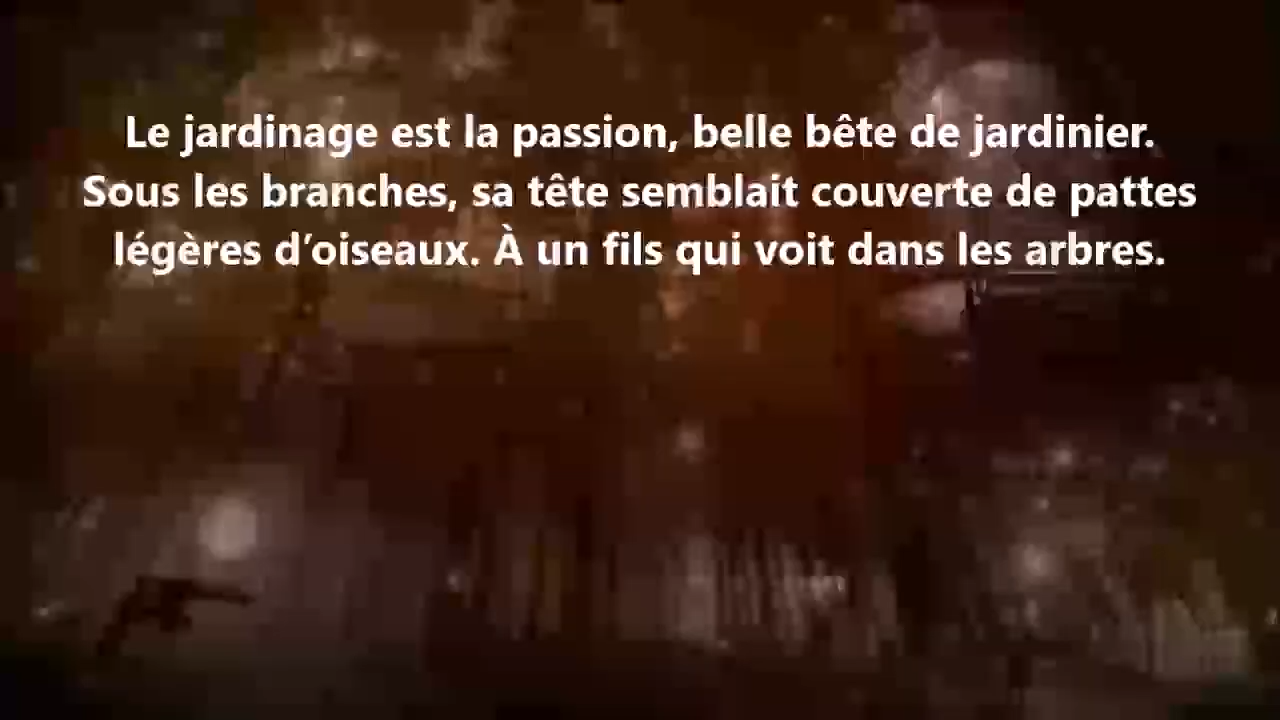 Le jardinage est la passion, belle bête de jardinier.
Sous les branches, sa tête semblait couverte de pattes
légères d’oiseaux. À un fils qui voit dans les arbres.